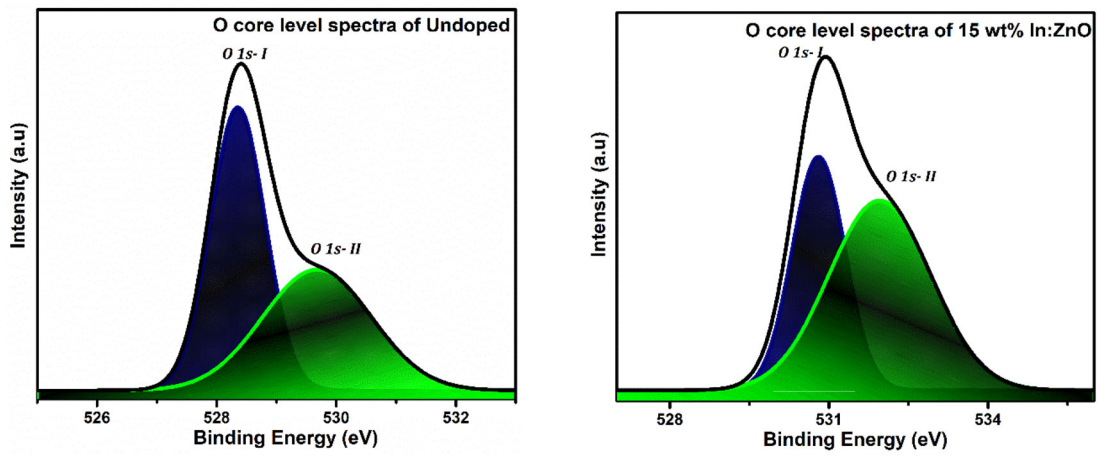 O core level spectra of Undoped
O 1s- I
O 1s- II
Intensity (a.u)
526 528 530 532
Binding Energy (eV)
O core level spectra of 15 wt% In:ZnO
O 1s- I
O 1s- II
Intensity (a.u)
528 531 534
Binding Energy (eV)